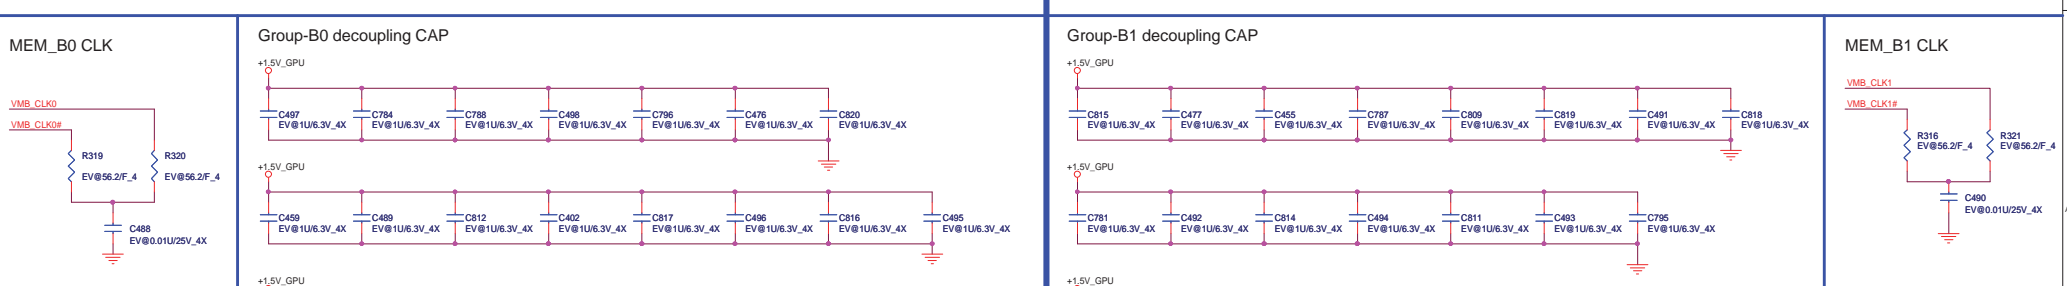 MEM_B0 CLK
VMB_CLK0
VMB_CLK0#
R319
EV@56.2/F_4
R320
EV@56.2/F_4
C488
EV@0.01U/25V_4X
Group-B0 decoupling CAP
+1.5V_GPU
C497
EV@1U/6.3V_4X
C784
EV@1U/6.3V_4X
C788
EV@1U/6.3V_4X
C498
EV@1U/6.3V_4X
C796
EV@1U/6.3V_4X
C476
EV@1U/6.3V_4X
C820
EV@1U/6.3V_4X
+1.5V_GPU
C459
EV@1U/6.3V_4X
C489
EV@1U/6.3V_4X
C812
EV@1U/6.3V_4X
C402
EV@1U/6.3V_4X
C817
EV@1U/6.3V_4X
C496
EV@1U/6.3V_4X
C816
EV@1U/6.3V_4X
C495
EV@1U/6.3V_4X
+1.5V_GPU
Group-B1 decoupling CAP
+1.5V_GPU
C815
EV@1U/6.3V_4X
C477
EV@1U/6.3V_4X
C455
EV@1U/6.3V_4X
C787
EV@1U/6.3V_4X
C809
EV@1U/6.3V_4X
C819
EV@1U/6.3V_4X
C491
EV@1U/6.3V_4X
C818
EV@1U/6.3V_4X
+1.5V_GPU
C781
EV@1U/6.3V_4X
C492
EV@1U/6.3V_4X
C814
EV@1U/6.3V_4X
C494
EV@1U/6.3V_4X
C811
EV@1U/6.3V_4X
C493
EV@1U/6.3V_4X
C795
EV@1U/6.3V_4X
+1.5V_GPU
MEM_B1 CLK
VMB_CLK1
VMB_CLK1#
R316
EV@56.2/F_4
R321
EV@56.2/F_4
C490
EV@0.01U/25V_4X